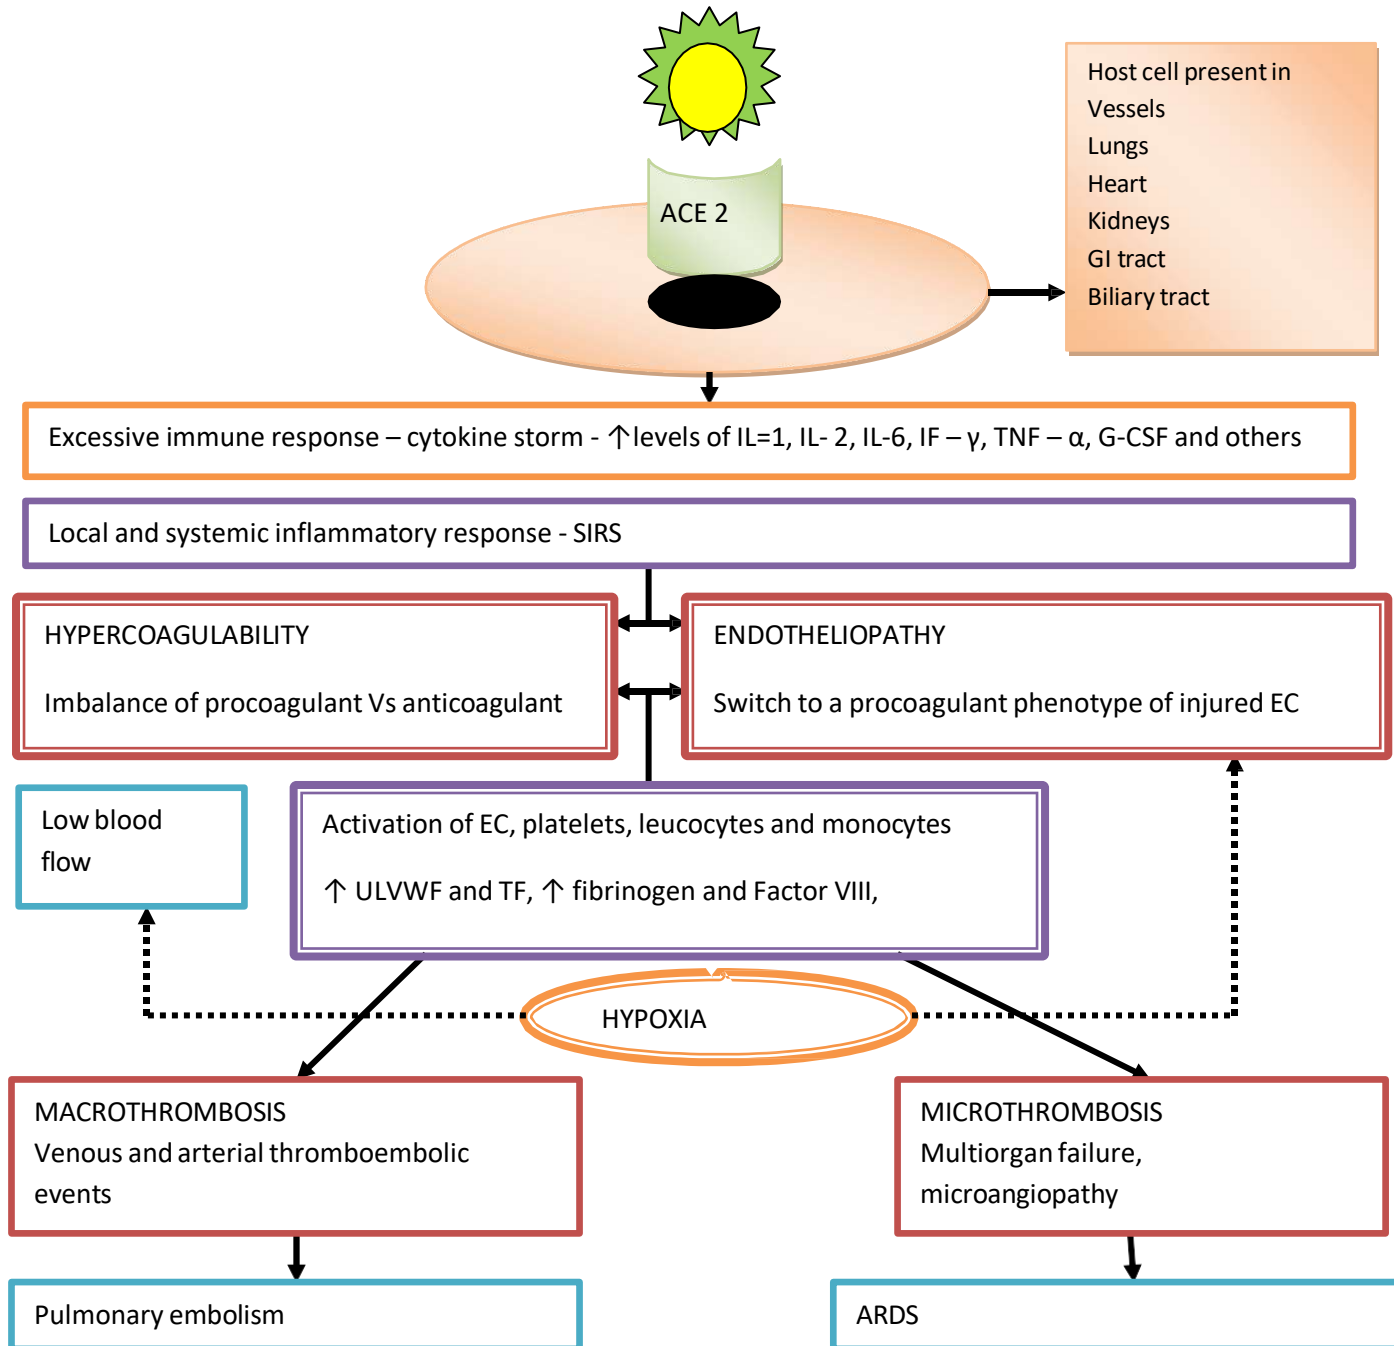 Host cell present in
Vessels
Lungs
Heart
Kidneys
GI tract
Biliary tract
ACE 2
Excessive immune response – cytokine storm - ↑levels of IL=1, IL- 2, IL-6, IF – γ, TNF – α, G-CSF and others
Local and systemic inflammatory response - SIRS
HYPERCOAGULABILITY
Imbalance of procoagulant Vs anticoagulant
ENDOTHELIOPATHY
Switch to a procoagulant phenotype of injured EC
Low blood
flow
Activation of EC, platelets, leucocytes and monocytes
↑ ULVWF and TF, ↑ fibrinogen and Factor VIII,
HYPOXIA
MACROTHROMBOSIS
Venous and arterial thromboembolic
events
MICROTHROMBOSIS
Multiorgan failure,
microangiopathy
Pulmonary embolism
ARDS